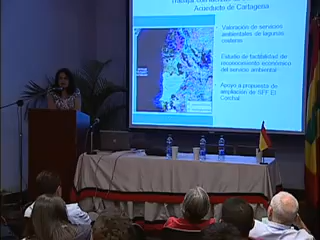 Acueducto de Cartagena
Valoración de servicios
ambientales de lagunas
costeras
Estudio de factibilidad de
reconocimiento económico
del servicio ambiental
Apoyo a propuesta de
ampliación de SFF El
Corchal